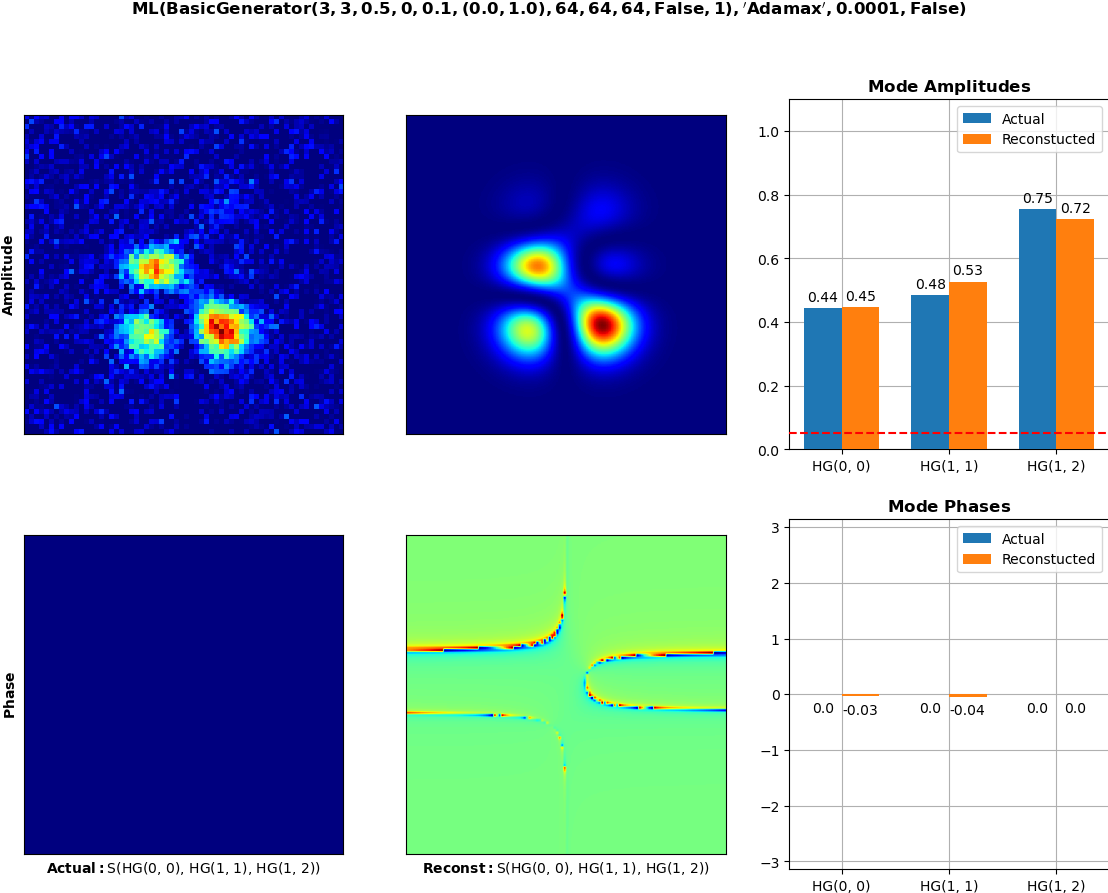 ML(BasicGenerator(3, 3, 0.5, 0, 0.1, (0.0, 1.0), 64, 64, 64, False, 1), ′Adamax′, 0.0001, False)
Amplitude
Mode Amplitudes
Actual
Reconstucted
1.0
0.8
0.6
0.4
0.2
0.0
0.44
0.45
0.48
0.53
0.75
0.72
HG(0, 0)
HG(1, 1)
HG(1, 2)
Phase
Actual: S(HG(0, 0), HG(1, 1), HG(1, 2))
Reconst: S(HG(0, 0), HG(1, 1), HG(1, 2))
Mode Phases
Actual
Reconstucted
3
2
1
0
−1
−2
−3
0.0
-0.03
0.0
-0.04
0.0
0.0
HG(0, 0)
HG(1, 1)
HG(1, 2)